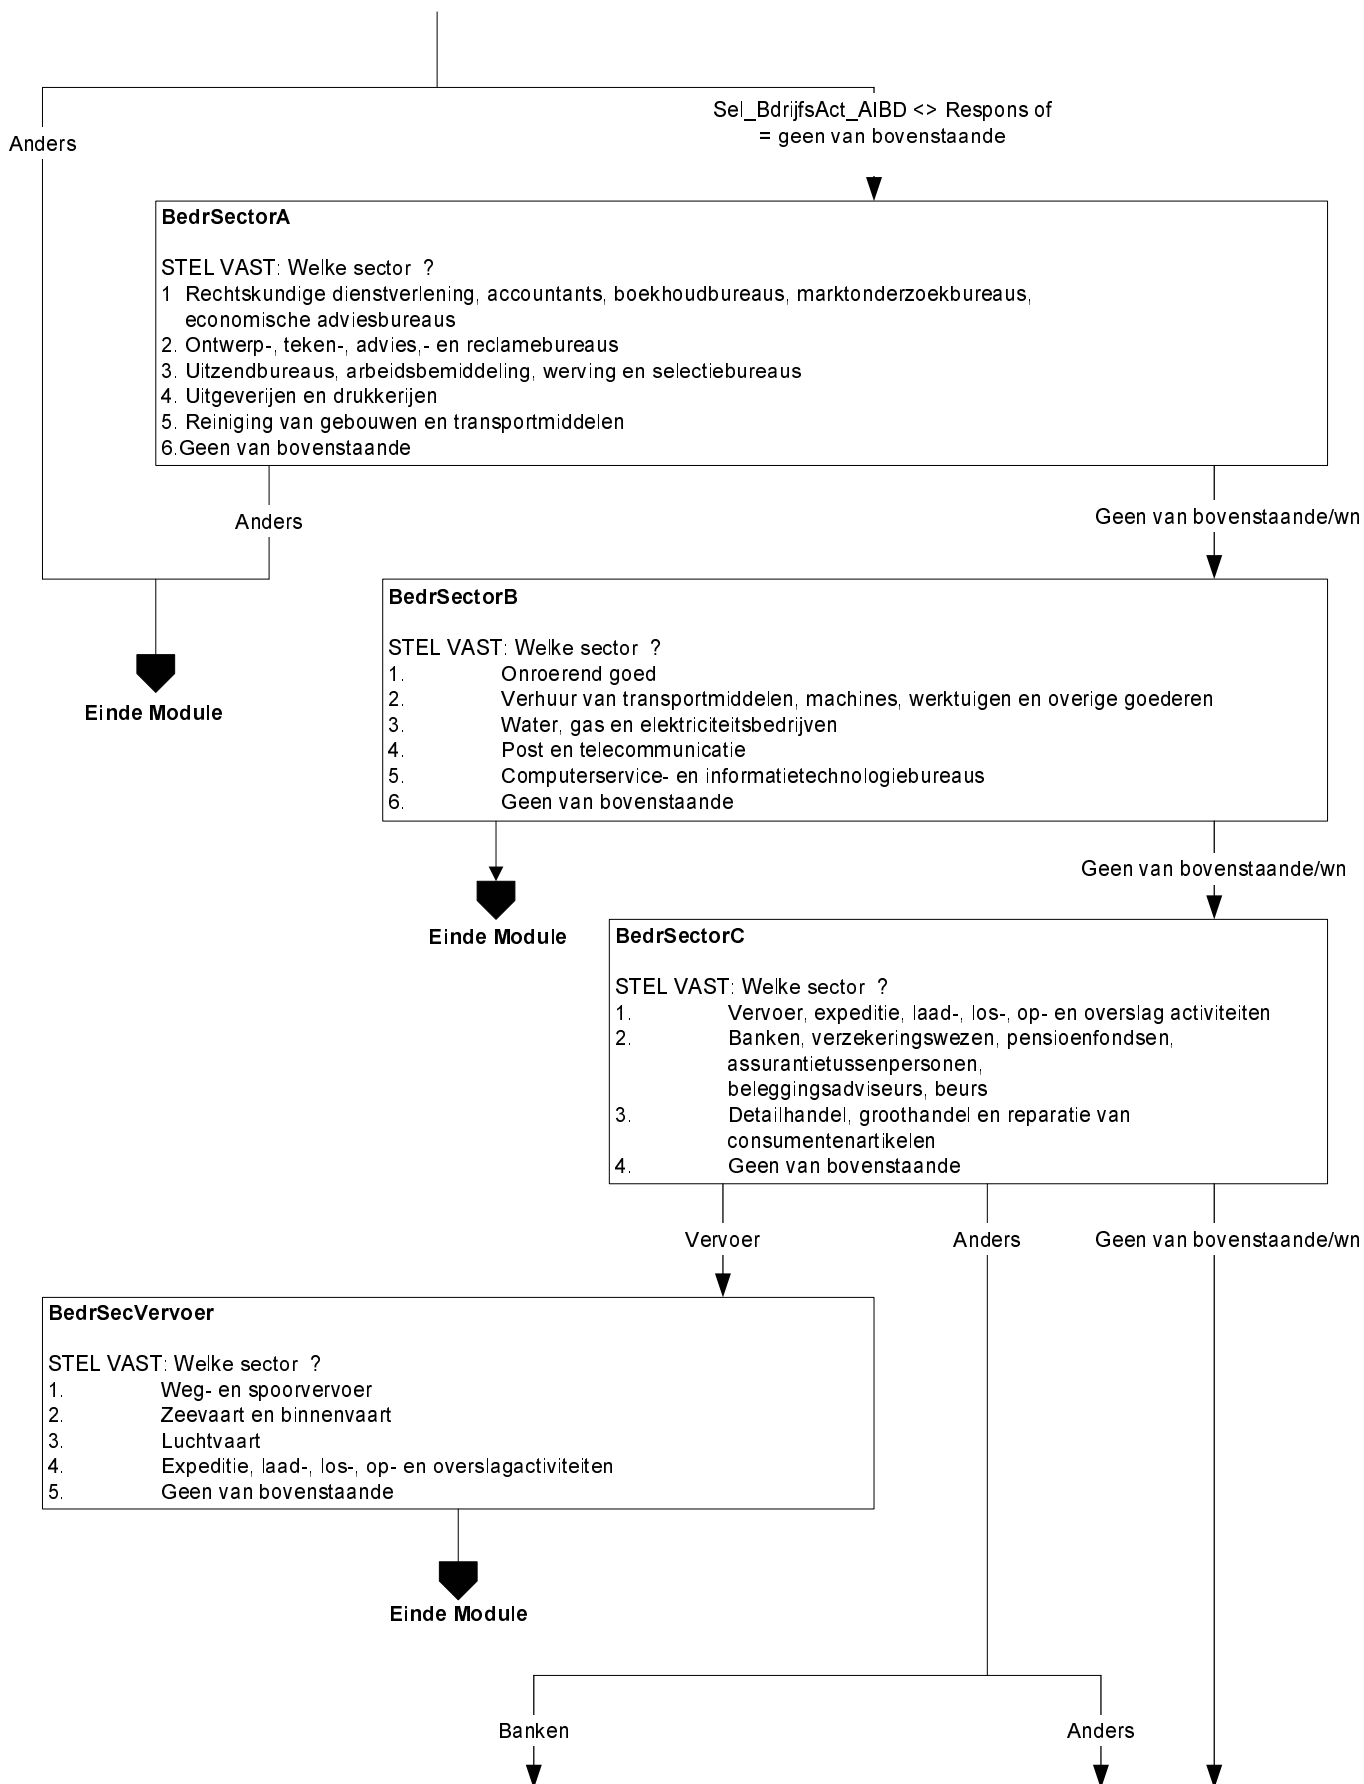 Sel_BdrijfsAct_AIBD <> Respons of
= geen van bovenstaande
Anders
BedrSectorA
STEL VAST: Welke sector ?
1 Rechtskundige dienstverlening, accountants, boekhoudbureaus, marktonderzoekbureaus,
economische adviesbureaus
2. Ontwerp-, teken-, advies,- en reclamebureaus
3. Uitzendbureaus, arbeidsbemiddeling, werving en selectiebureaus
4. Uitgeverijen en drukkerijen
5. Reiniging van gebouwen en transportmiddelen
6.Geen van bovenstaande
Anders
Geen van bovenstaande/wn
Einde Module
BedrSectorB
STEL VAST: Welke sector ?
1. Onroerend goed
2. Verhuur van transportmiddelen, machines, werktuigen en overige goederen
3. Water, gas en elektriciteitsbedrijven
4. Post en telecommunicatie
5. Computerservice- en informatietechnologiebureaus
6. Geen van bovenstaande
Geen van bovenstaande/wn
Einde Module
BedrSectorC
STEL VAST: Welke sector ?
1. Vervoer, expeditie, laad-, los-, op- en overslag activiteiten
2. Banken, verzekeringswezen, pensioenfondsen,
assurantietussenpersonen,
beleggingsadviseurs, beurs
3. Detailhandel, groothandel en reparatie van
consumentenartikelen
4. Geen van bovenstaande
Vervoer
Anders
Geen van bovenstaande/wn
BedrSecVervoer
STEL VAST: Welke sector ?
1. Weg- en spoorvervoer
2. Zeevaart en binnenvaart
3. Luchtvaart
4. Expeditie, laad-, los-, op- en overslagactiviteiten
5. Geen van bovenstaande
Einde Module
Banken
Anders